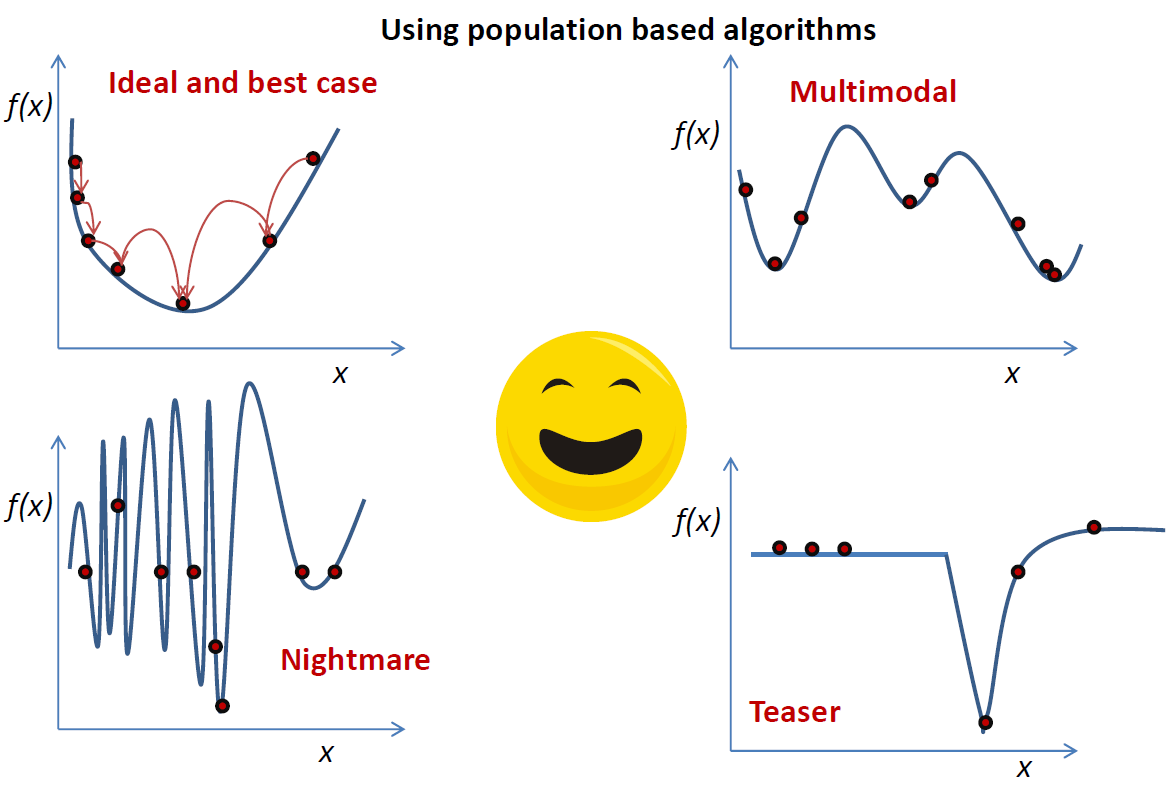 Using population based algorithms
Ideal and best case
f(x)
x
Multimodal
f(x)
x
f(x)
Nightmare
x
f(x)
Teaser
x